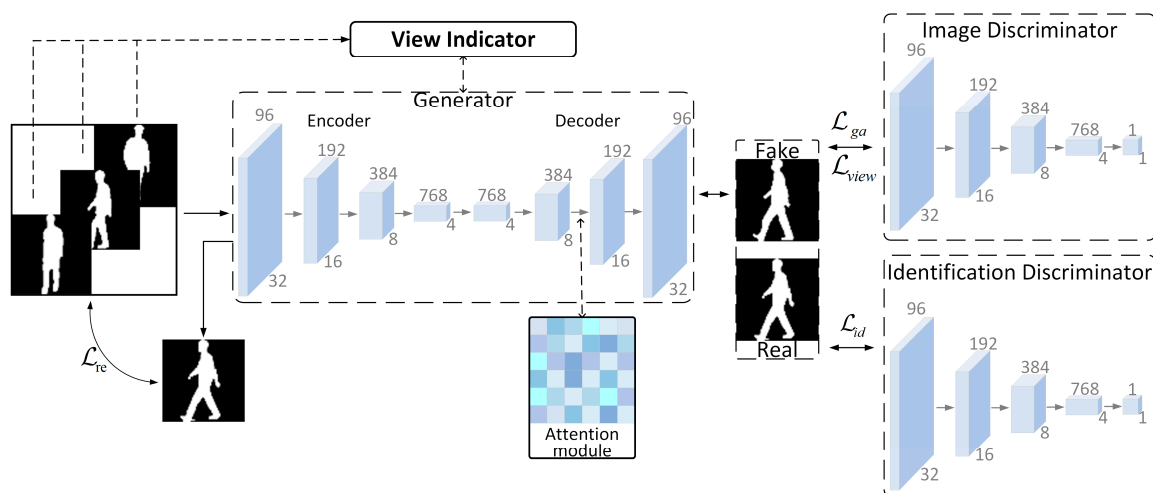 View Indicator
Generator
Encoder
Decoder
96
192
384
768
768
384
192
96
32
16
8
4
4
8
16
32
Attention
module
ℒre
Fake
Real
ℒga
ℒview
ℒid
Image Discriminator
96
192
384
768
1
32
16
8
4
1
Identification Discriminator
96
192
384
768
1
32
16
8
4
1